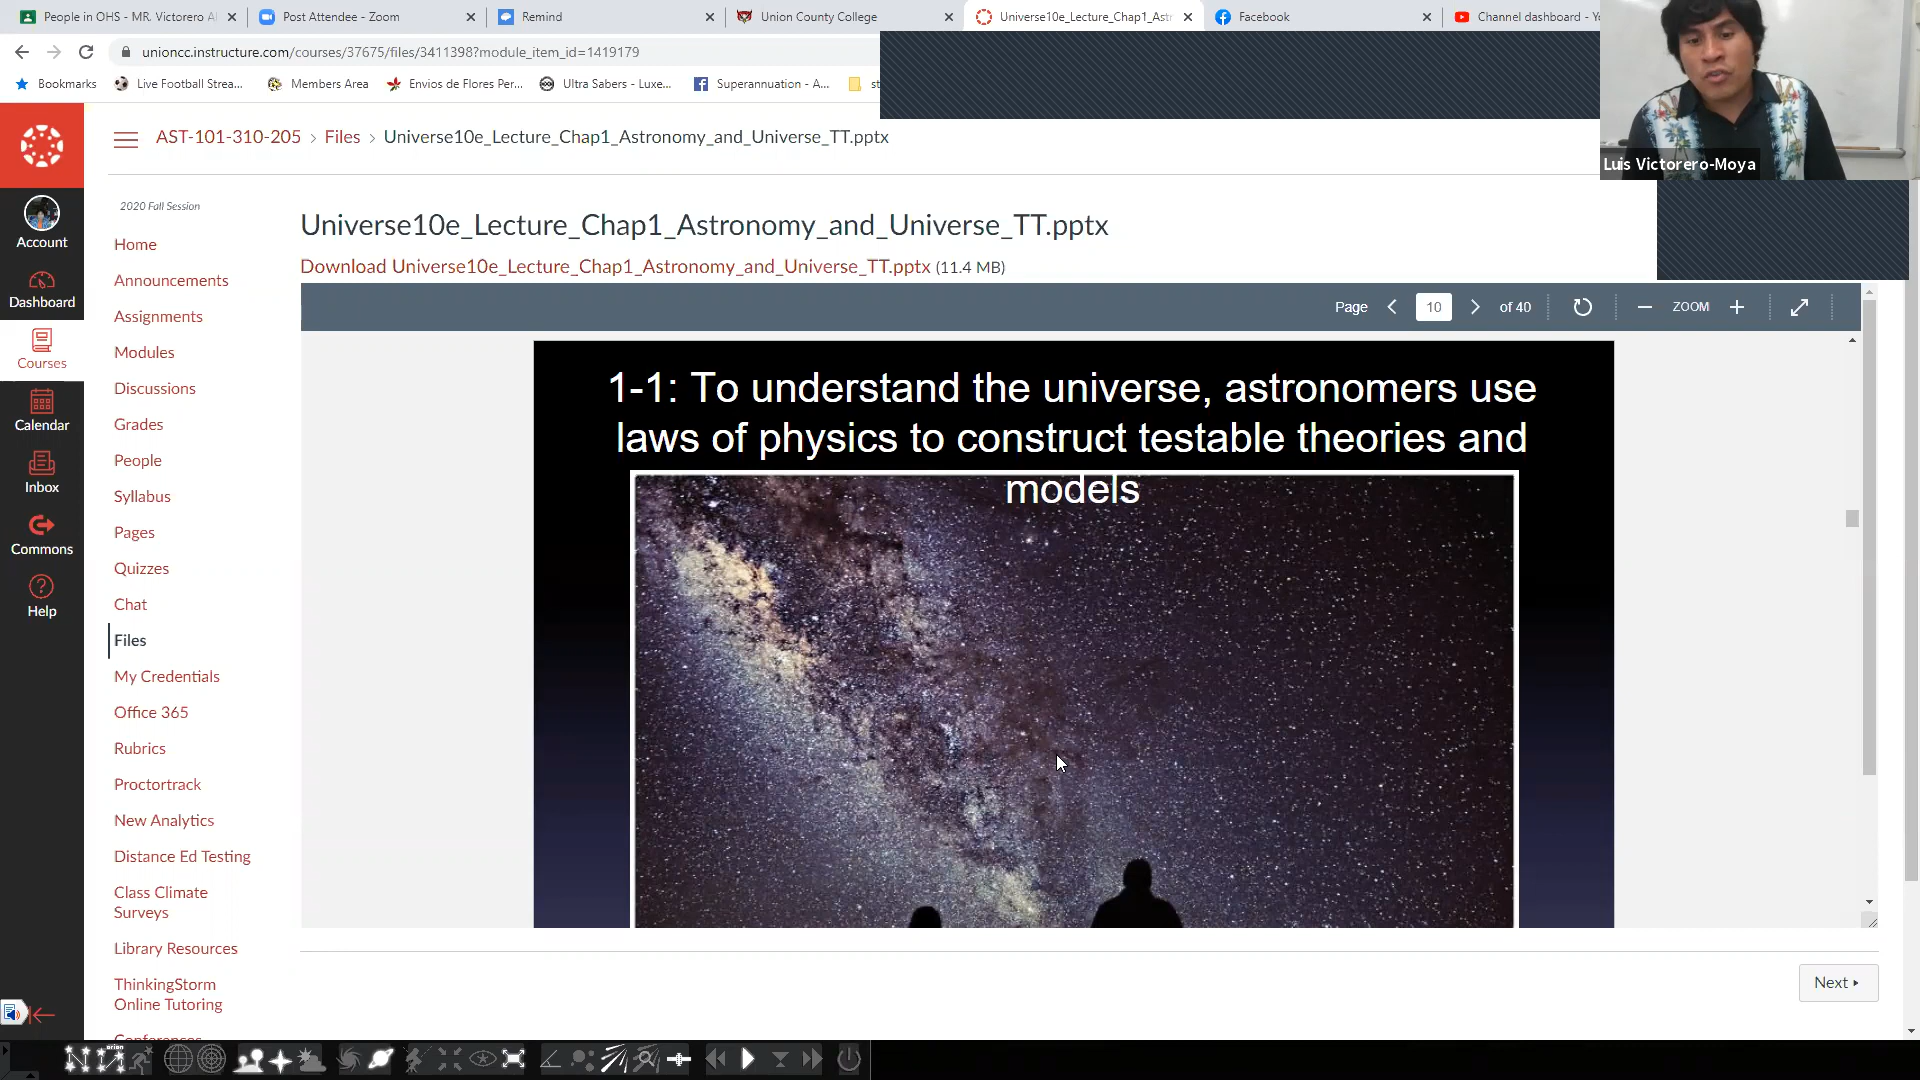 People in OHS - MR. Victorero Al
Post Attendee - Zoom
Remind
Union County College
Universe10e_Lecture_Chap1_Astr
Facebook
Channel dashboard - Yo
unioncc.instructure.com/courses/37675/files/3411398?module_item_id=1419179
Bookmarks
Live Football Strea...
Members Area
Envios de Flores Per...
Ultra Sabers - Luxe...
Superannuation - A...
st
Luis Victorero-Moya
AST-101-310-205 › Files › Universe10e_Lecture_Chap1_Astronomy_and_Universe_TT.pptx
Account
Dashboard
Courses
Calendar
Inbox
Commons
Help
2020 Fall Session
Home
Announcements
Assignments
Modules
Discussions
Grades
People
Syllabus
Pages
Quizzes
Chat
Files
My Credentials
Office 365
Rubrics
Proctortrack
New Analytics
Distance Ed Testing
Class Climate
Surveys
Library Resources
ThinkingStorm
Online Tutoring
Conferences
Universe10e_Lecture_Chap1_Astronomy_and_Universe_TT.pptx
Download Universe10e_Lecture_Chap1_Astronomy_and_Universe_TT.pptx (11.4 MB)
Page 10 of 40 ZOOM
1-1: To understand the universe, astronomers use
laws of physics to construct testable theories and
models
Next